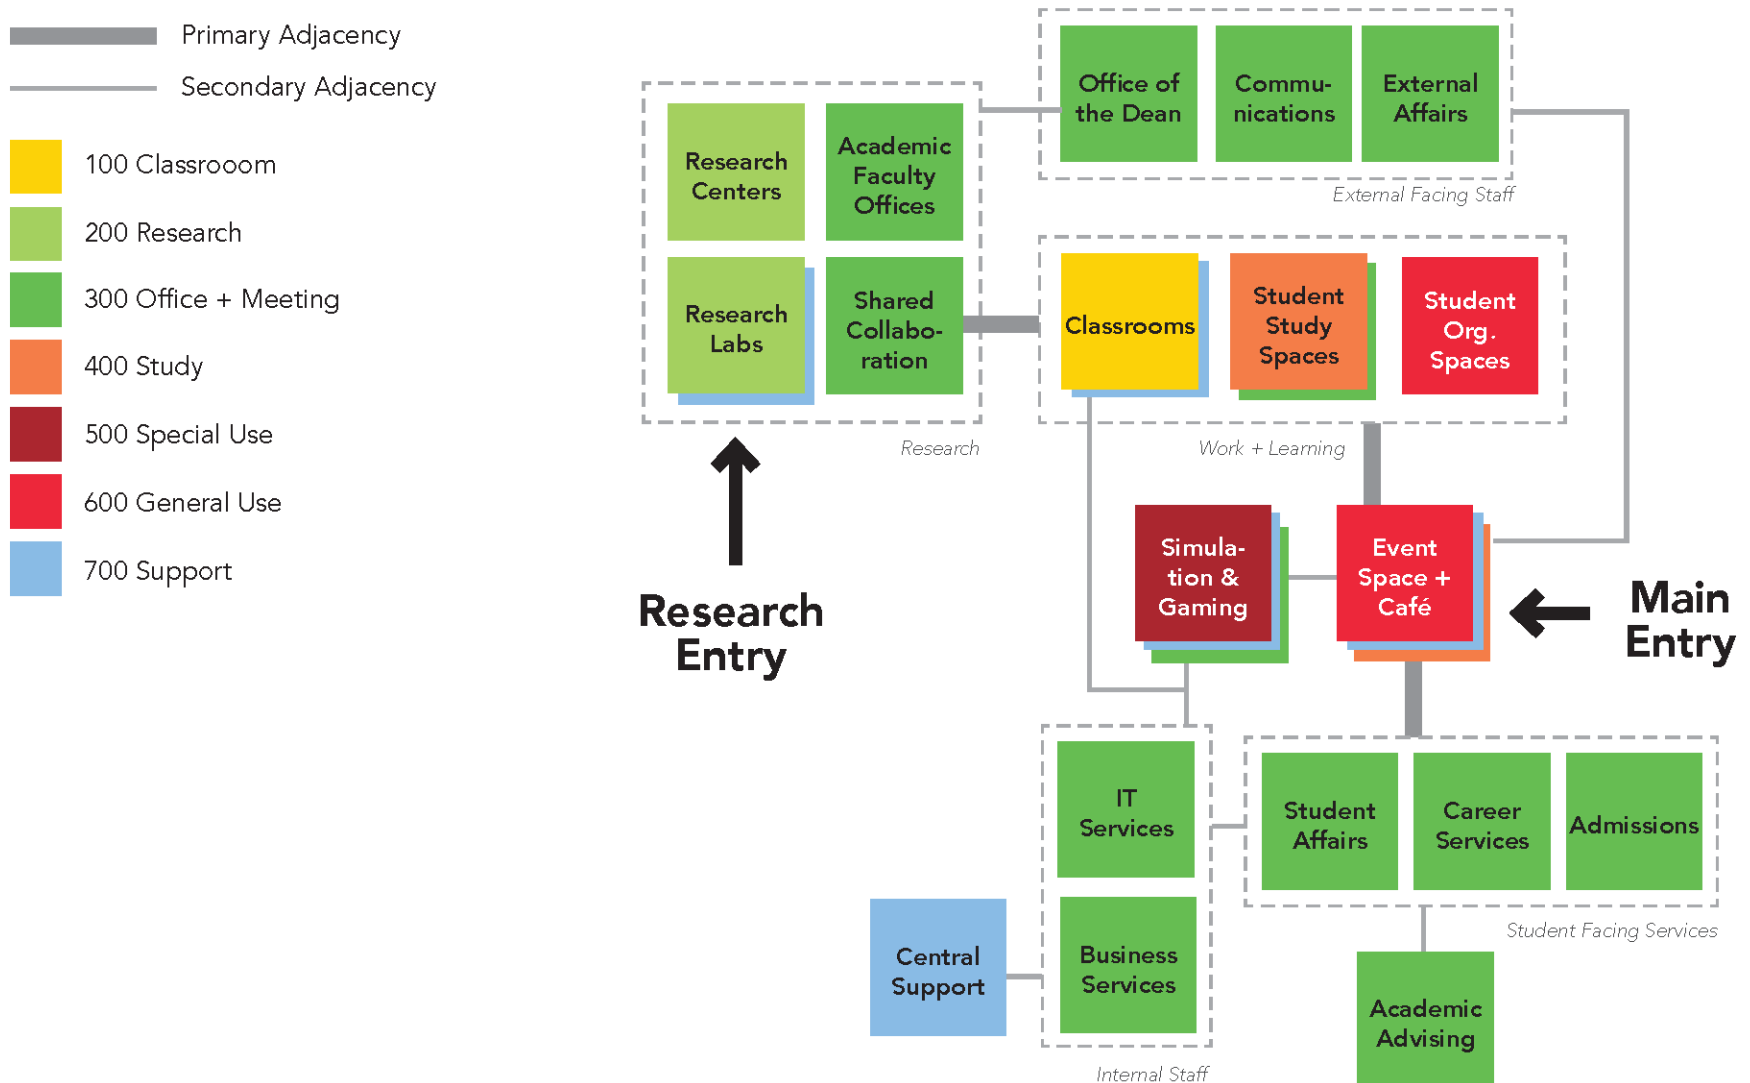 Primary Adjacency
Secondary Adjacency
100 Classrooom
200 Research
300 Office + Meeting
400 Study
500 Special Use
600 General Use
700 Support
Office of
the Dean
Commu-
nications
External
Affairs
External Facing Staff
Research
Centers
Academic
Faculty
Offices
Research
Labs
Shared
Collabo-
ration
Research
Classrooms
Student
Study
Spaces
Student
Org.
Spaces
Work + Learning
Research
Entry
Simula-
tion &
Gaming
Event
Space +
Café
Main
Entry
IT
Services
Business
Services
Internal Staff
Central
Support
Student
Affairs
Career
Services
Admissions
Student Facing Services
Academic
Advising